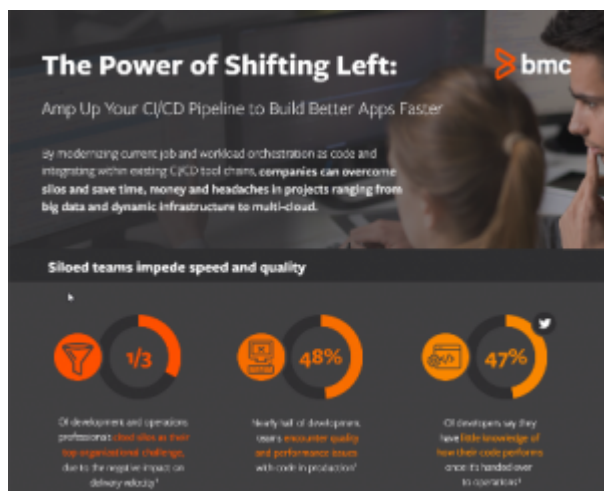 The Power of Shifting Left:
bmc
Amp Up Your CI/CD Pipeline to Build Better Apps Faster
By modernizing current job and workload orchestration as code and
integrating within existing CI/CD tool chains, companies can overcome
silos and save time, money and headaches in projects ranging from
big data and dynamic infrastructure to multi-cloud.
Siloed teams impede speed and quality
1/3
48%
47%
Of development and operations
professionals cited silos as their
top organizational challenge,
due to the negative impact on
delivery velocity¹
Nearly half of development
teams encounter quality
and performance issues
with code in production¹
Of developers say they
have little knowledge of
how their code performs
once it's handed over
to operations¹